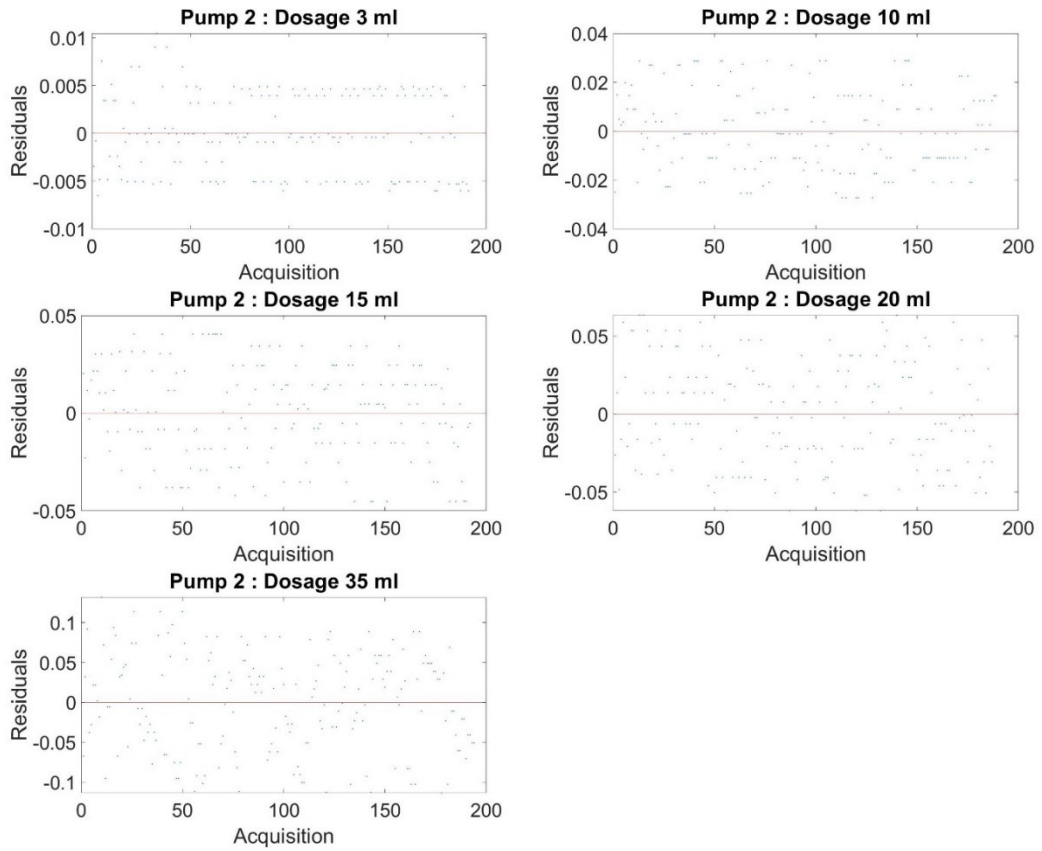 Pump 2 : Dosage 3 ml
0.01
0.005
0
-0.005
-0.01
Residuals
0 50 100 150 200
Acquisition
Pump 2 : Dosage 10 ml
0.04
0.02
0
-0.02
-0.04
Residuals
0 50 100 150 200
Acquisition
Pump 2 : Dosage 15 ml
0.05
0
-0.05
Residuals
0 50 100 150 200
Acquisition
Pump 2 : Dosage 20 ml
0.05
0
-0.05
Residuals
0 50 100 150 200
Acquisition
Pump 2 : Dosage 35 ml
0.1
0.05
0
-0.05
-0.1
Residuals
0 50 100 150 200
Acquisition